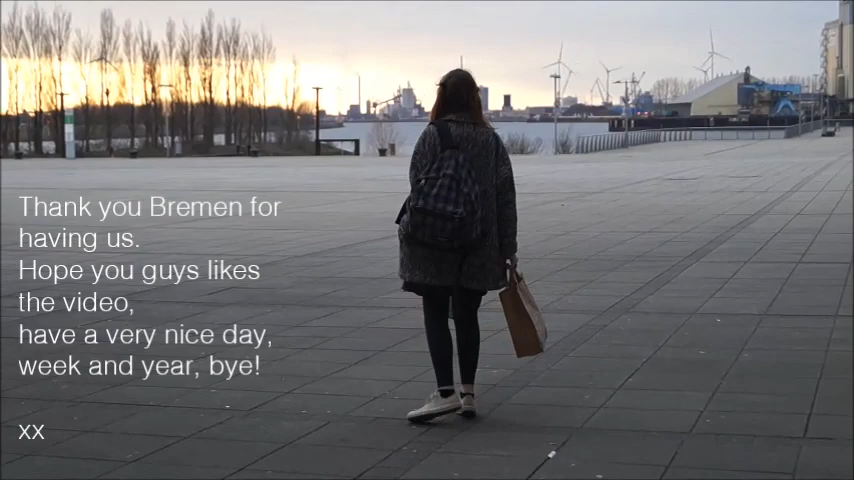 Thank you Bremen for
having us.
Hope you guys likes
the video,
have a very nice day,
week and year, bye!
xx